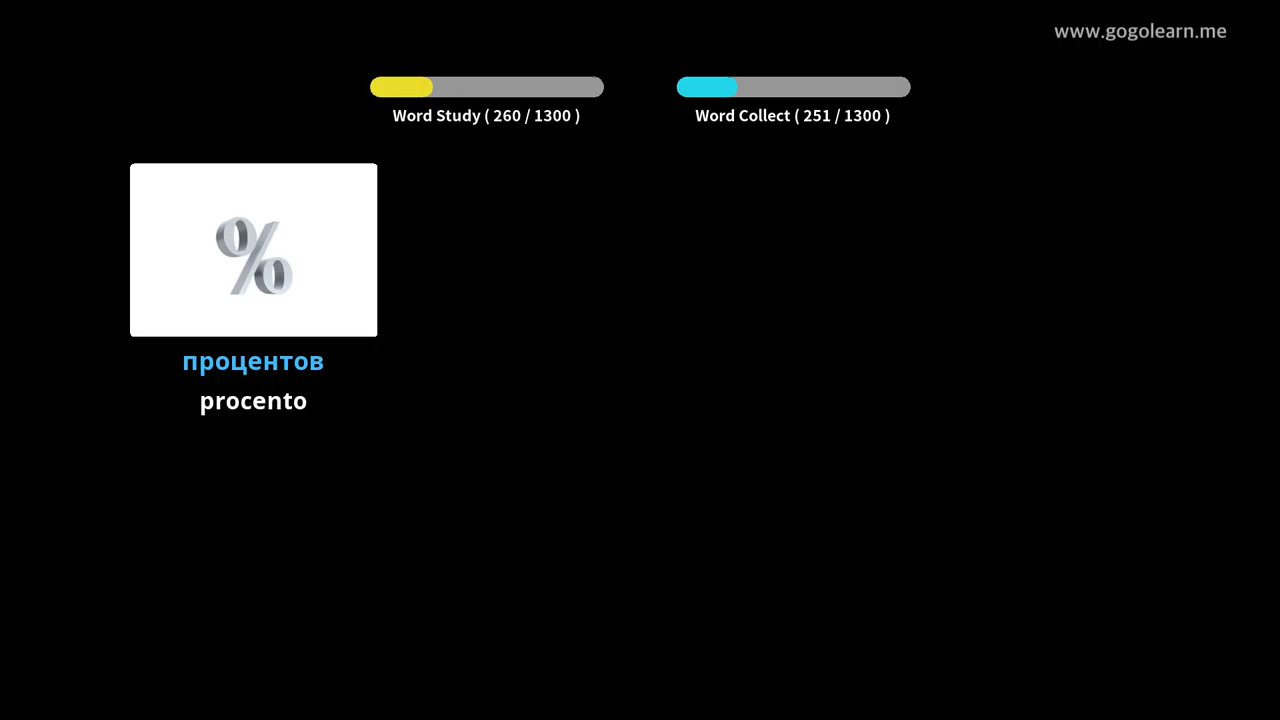 www.gogolearn.me
Word Study ( 260 / 1300 )
Word Collect ( 251 / 1300 )
%
процентов
procento